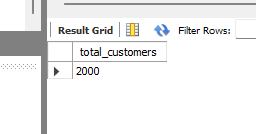 Result Grid Filter Rows:
total_customers
2000